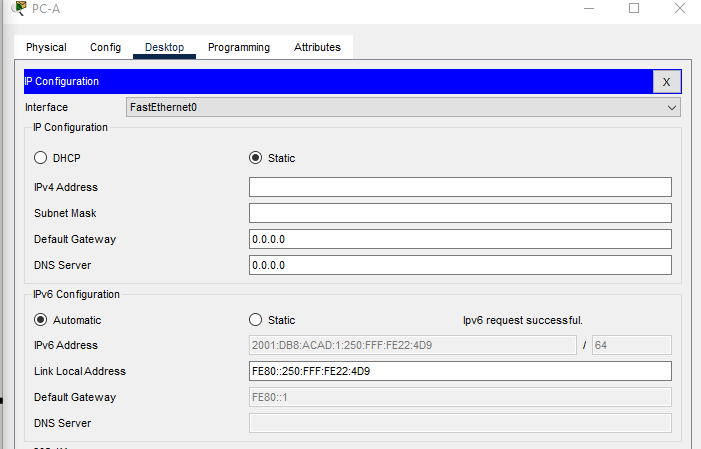 PC-A
Physical Config Desktop Programming Attributes
IP Configuration X
Interface FastEthernet0
IP Configuration
DHCP Static
IPv4 Address
Subnet Mask
Default Gateway 0.0.0.0
DNS Server 0.0.0.0
IPv6 Configuration
Automatic Static Ipv6 request successful.
IPv6 Address 2001:DB8:ACAD:1:250:FFF:FE22:4D9 / 64
Link Local Address FE80::250:FFF:FE22:4D9
Default Gateway FE80::1
DNS Server